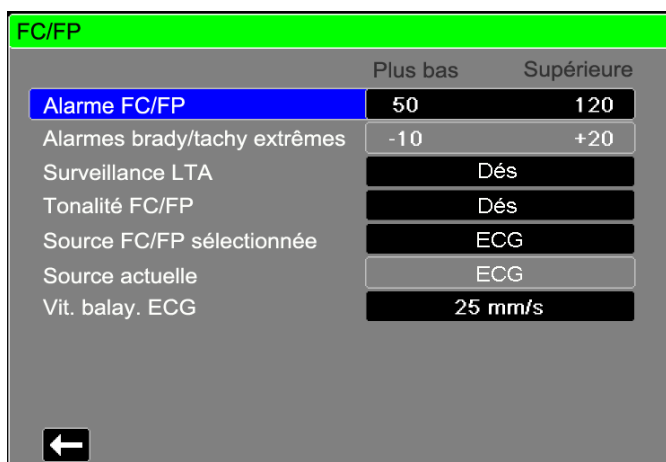 FC/FP
Plus bas Supérieure
Alarme FC/FP 50 120
Alarmes brady/tachy extrêmes -10 +20
Surveillance LTA Dés
Tonalité FC/FP Dés
Source FC/FP sélectionnée ECG
Source actuelle ECG
Vit. balay. ECG 25 mm/s